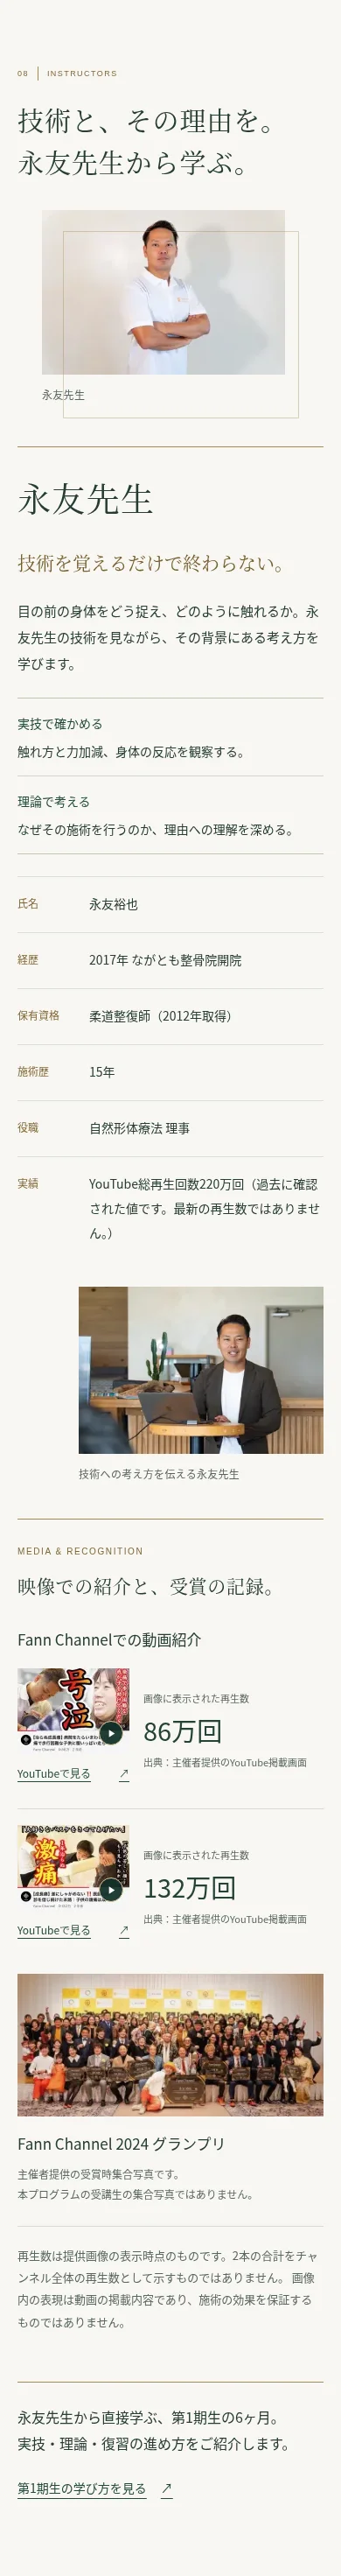 08 INSTRUCTORS
技術と、その理由を。
永友先生から学ぶ。
永友先生
永友先生
技術を覚えるだけで終わらない。
目の前の身体をどう捉え、どのように触れるか。永
友先生の技術を見ながら、その背景にある考え方を
学びます。
実技で確かめる
触れ方と力加減、身体の反応を観察する。
理論で考える
なぜその施術を行うのか、理由への理解を深める。
氏名 永友裕也
経歴 2017年 ながとも整骨院開院
保有資格 柔道整復師（2012年取得）
施術歴 15年
役職 自然形体療法 理事
実績 YouTube総再生回数220万回（過去に確認
された値です。最新の再生数ではありませ
ん。）
技術への考え方を伝える永友先生
MEDIA & RECOGNITION
映像での紹介と、受賞の記録。
Fann Channelでの動画紹介
号泣
画像に表示された再生数
86万回
出典：主催者提供のYouTube掲載画面
YouTubeで見る ↗
激痛
画像に表示された再生数
132万回
出典：主催者提供のYouTube掲載画面
YouTubeで見る ↗
Fann Channel 2024 グランプリ
主催者提供の受賞時集合写真です。
本プログラムの受講生の集合写真ではありません。
再生数は提供画像の表示時点のものです。2本の合計をチャ
ンネル全体の再生数として示すものではありません。 画像
内の表現は動画の掲載内容であり、施術の効果を保証する
ものではありません。
永友先生から直接学ぶ、第1期生の6ヶ月。
実技・理論・復習の進め方をご紹介します。
第1期生の学び方を見る ↗